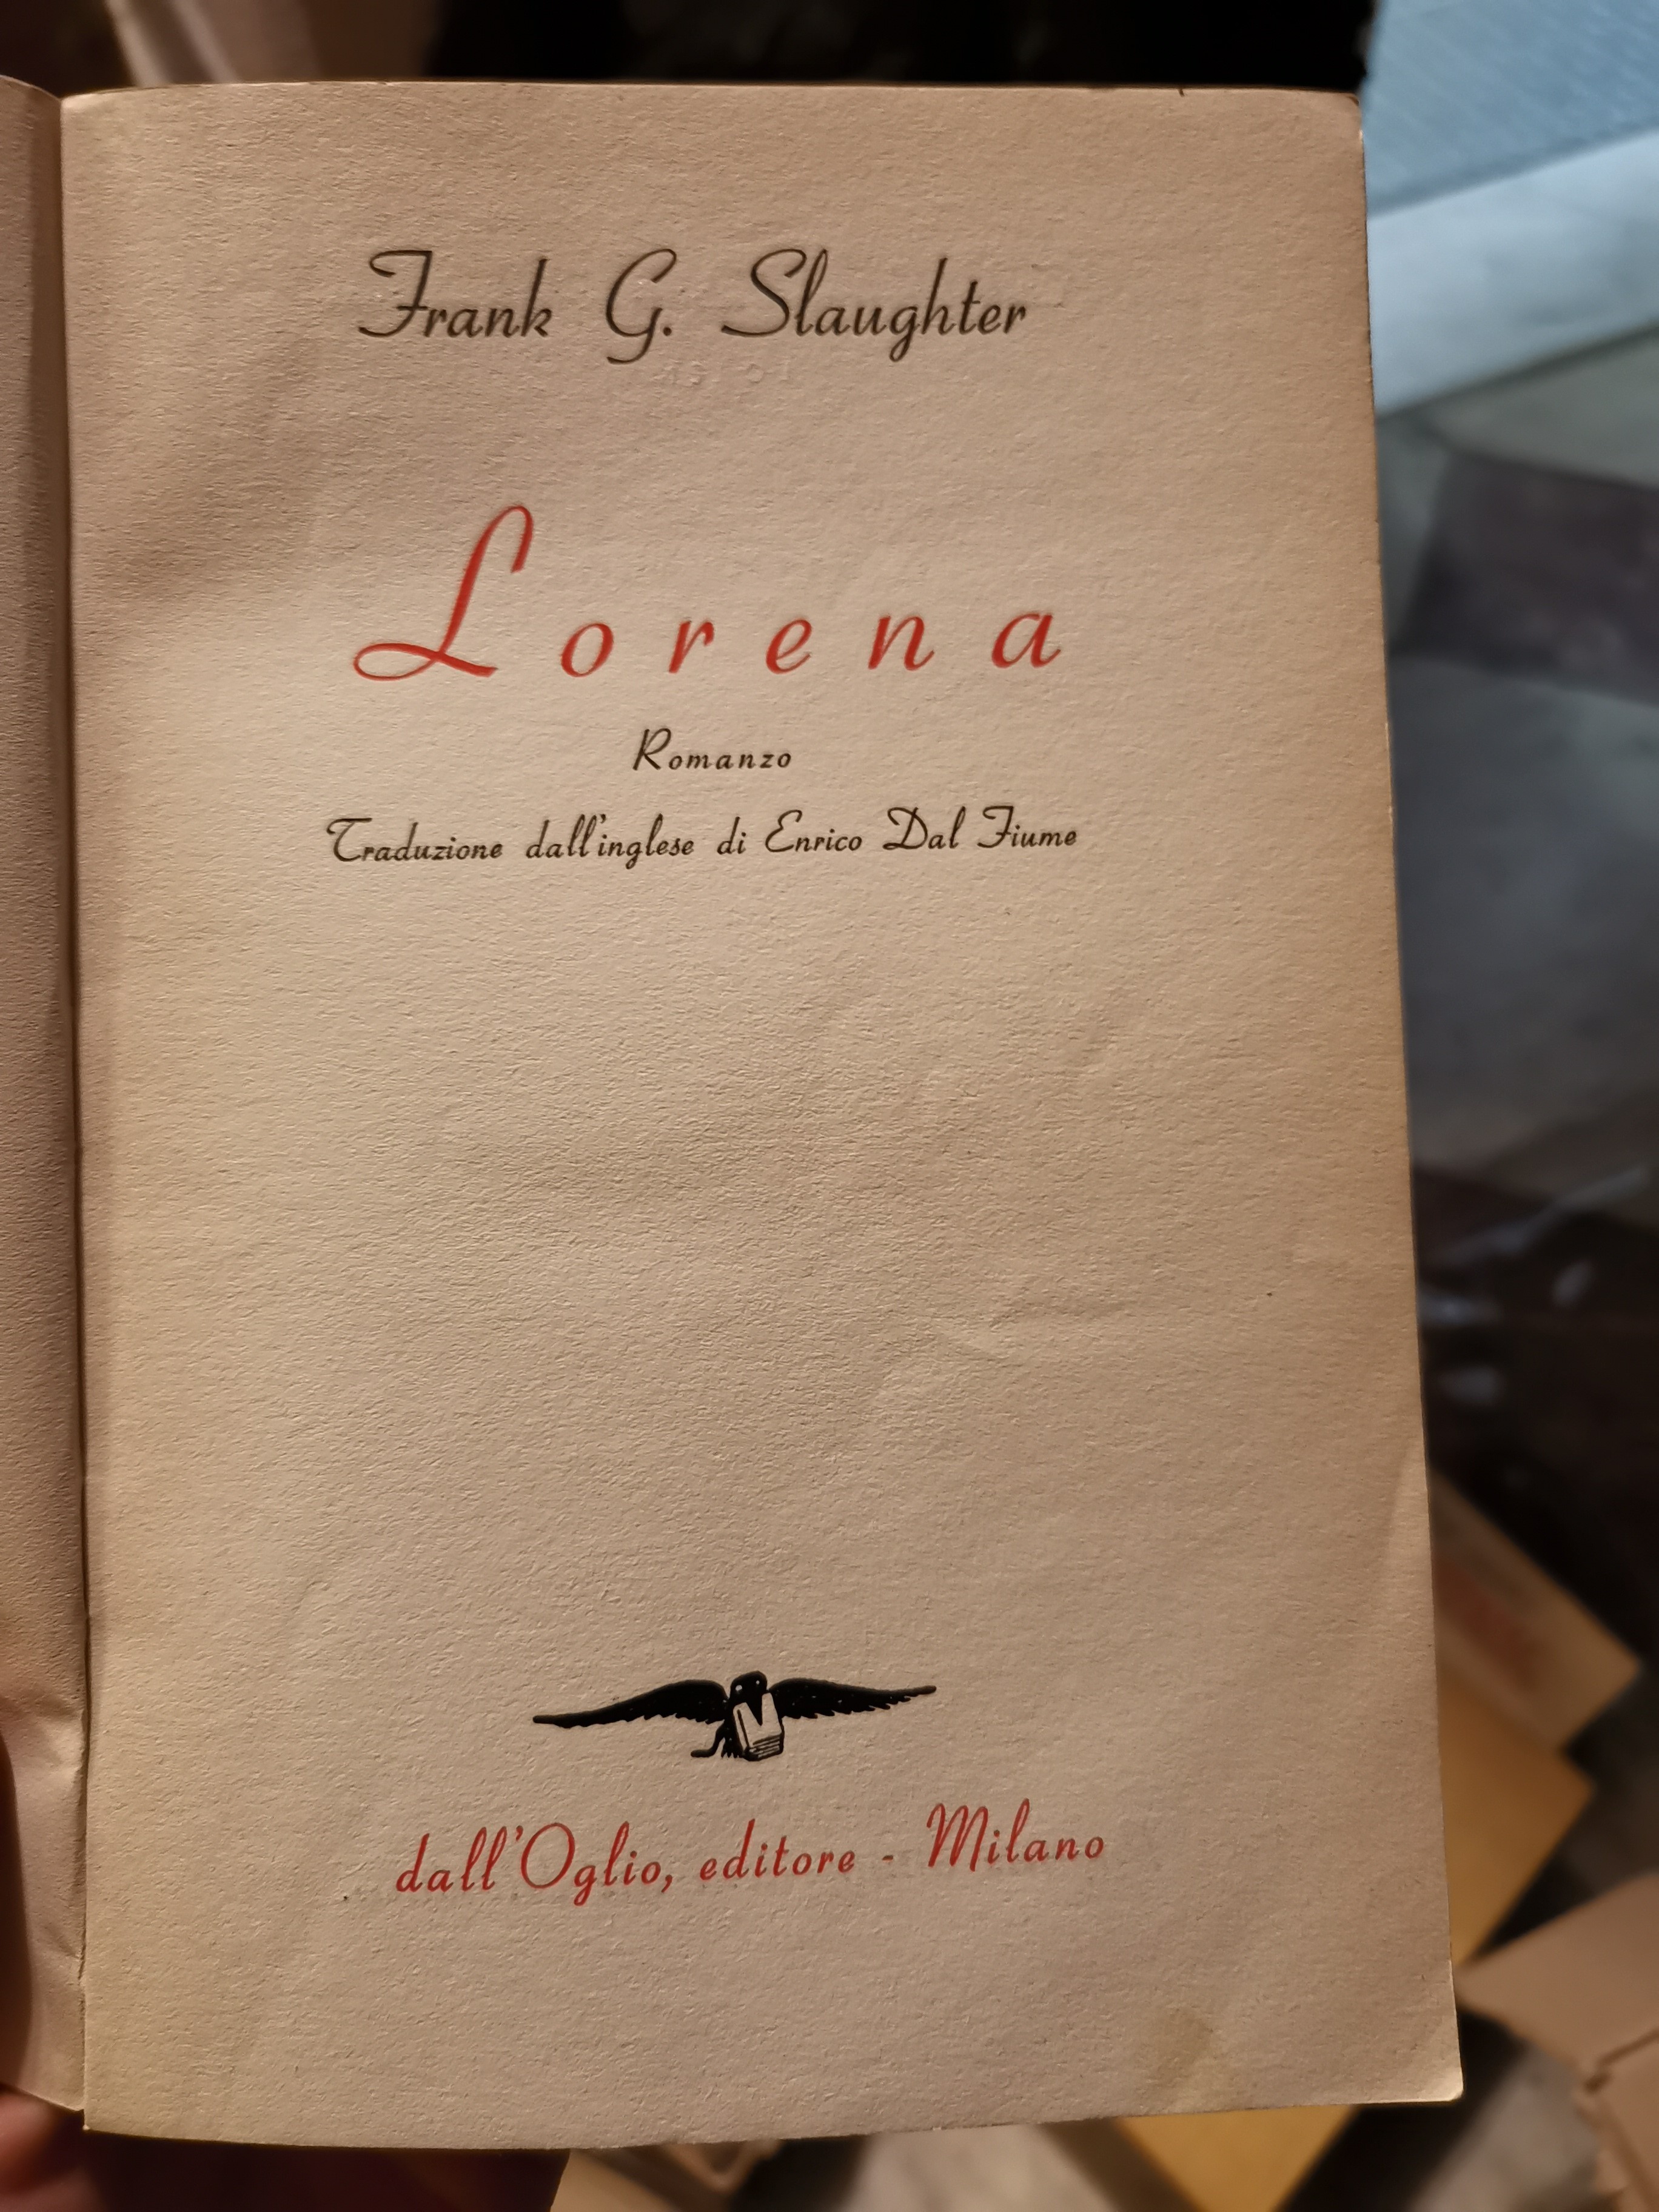 Frank G. Slaughter
Lorena
Romanzo
Traduzione dall'inglese di Enrico Dal Fiume
dall'Oglio, editore - Milano